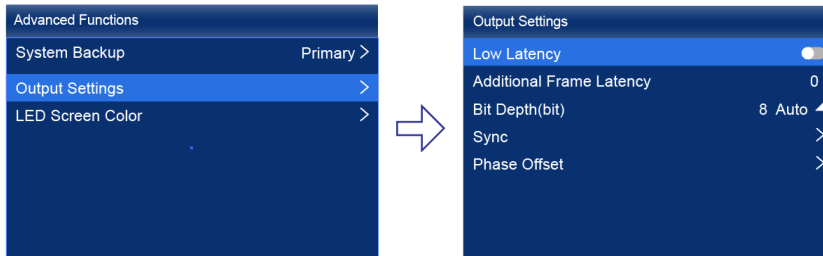 Advanced Functions
System Backup Primary >
Output Settings >
LED Screen Color >
Output Settings
Low Latency
Additional Frame Latency 0
Bit Depth(bit) 8 Auto
Sync >
Phase Offset >